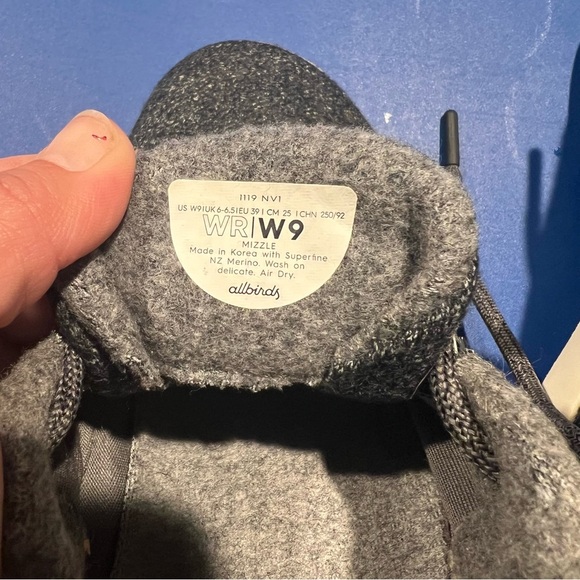 1119 NV1
US W9 | UK 6-6.5 | EU 39 | CM 25 | CHN 250/92
WR|W9
MIZZLE
Made in Korea with Superfine
NZ Merino. Wash on
delicate. Air Dry.
allbirds